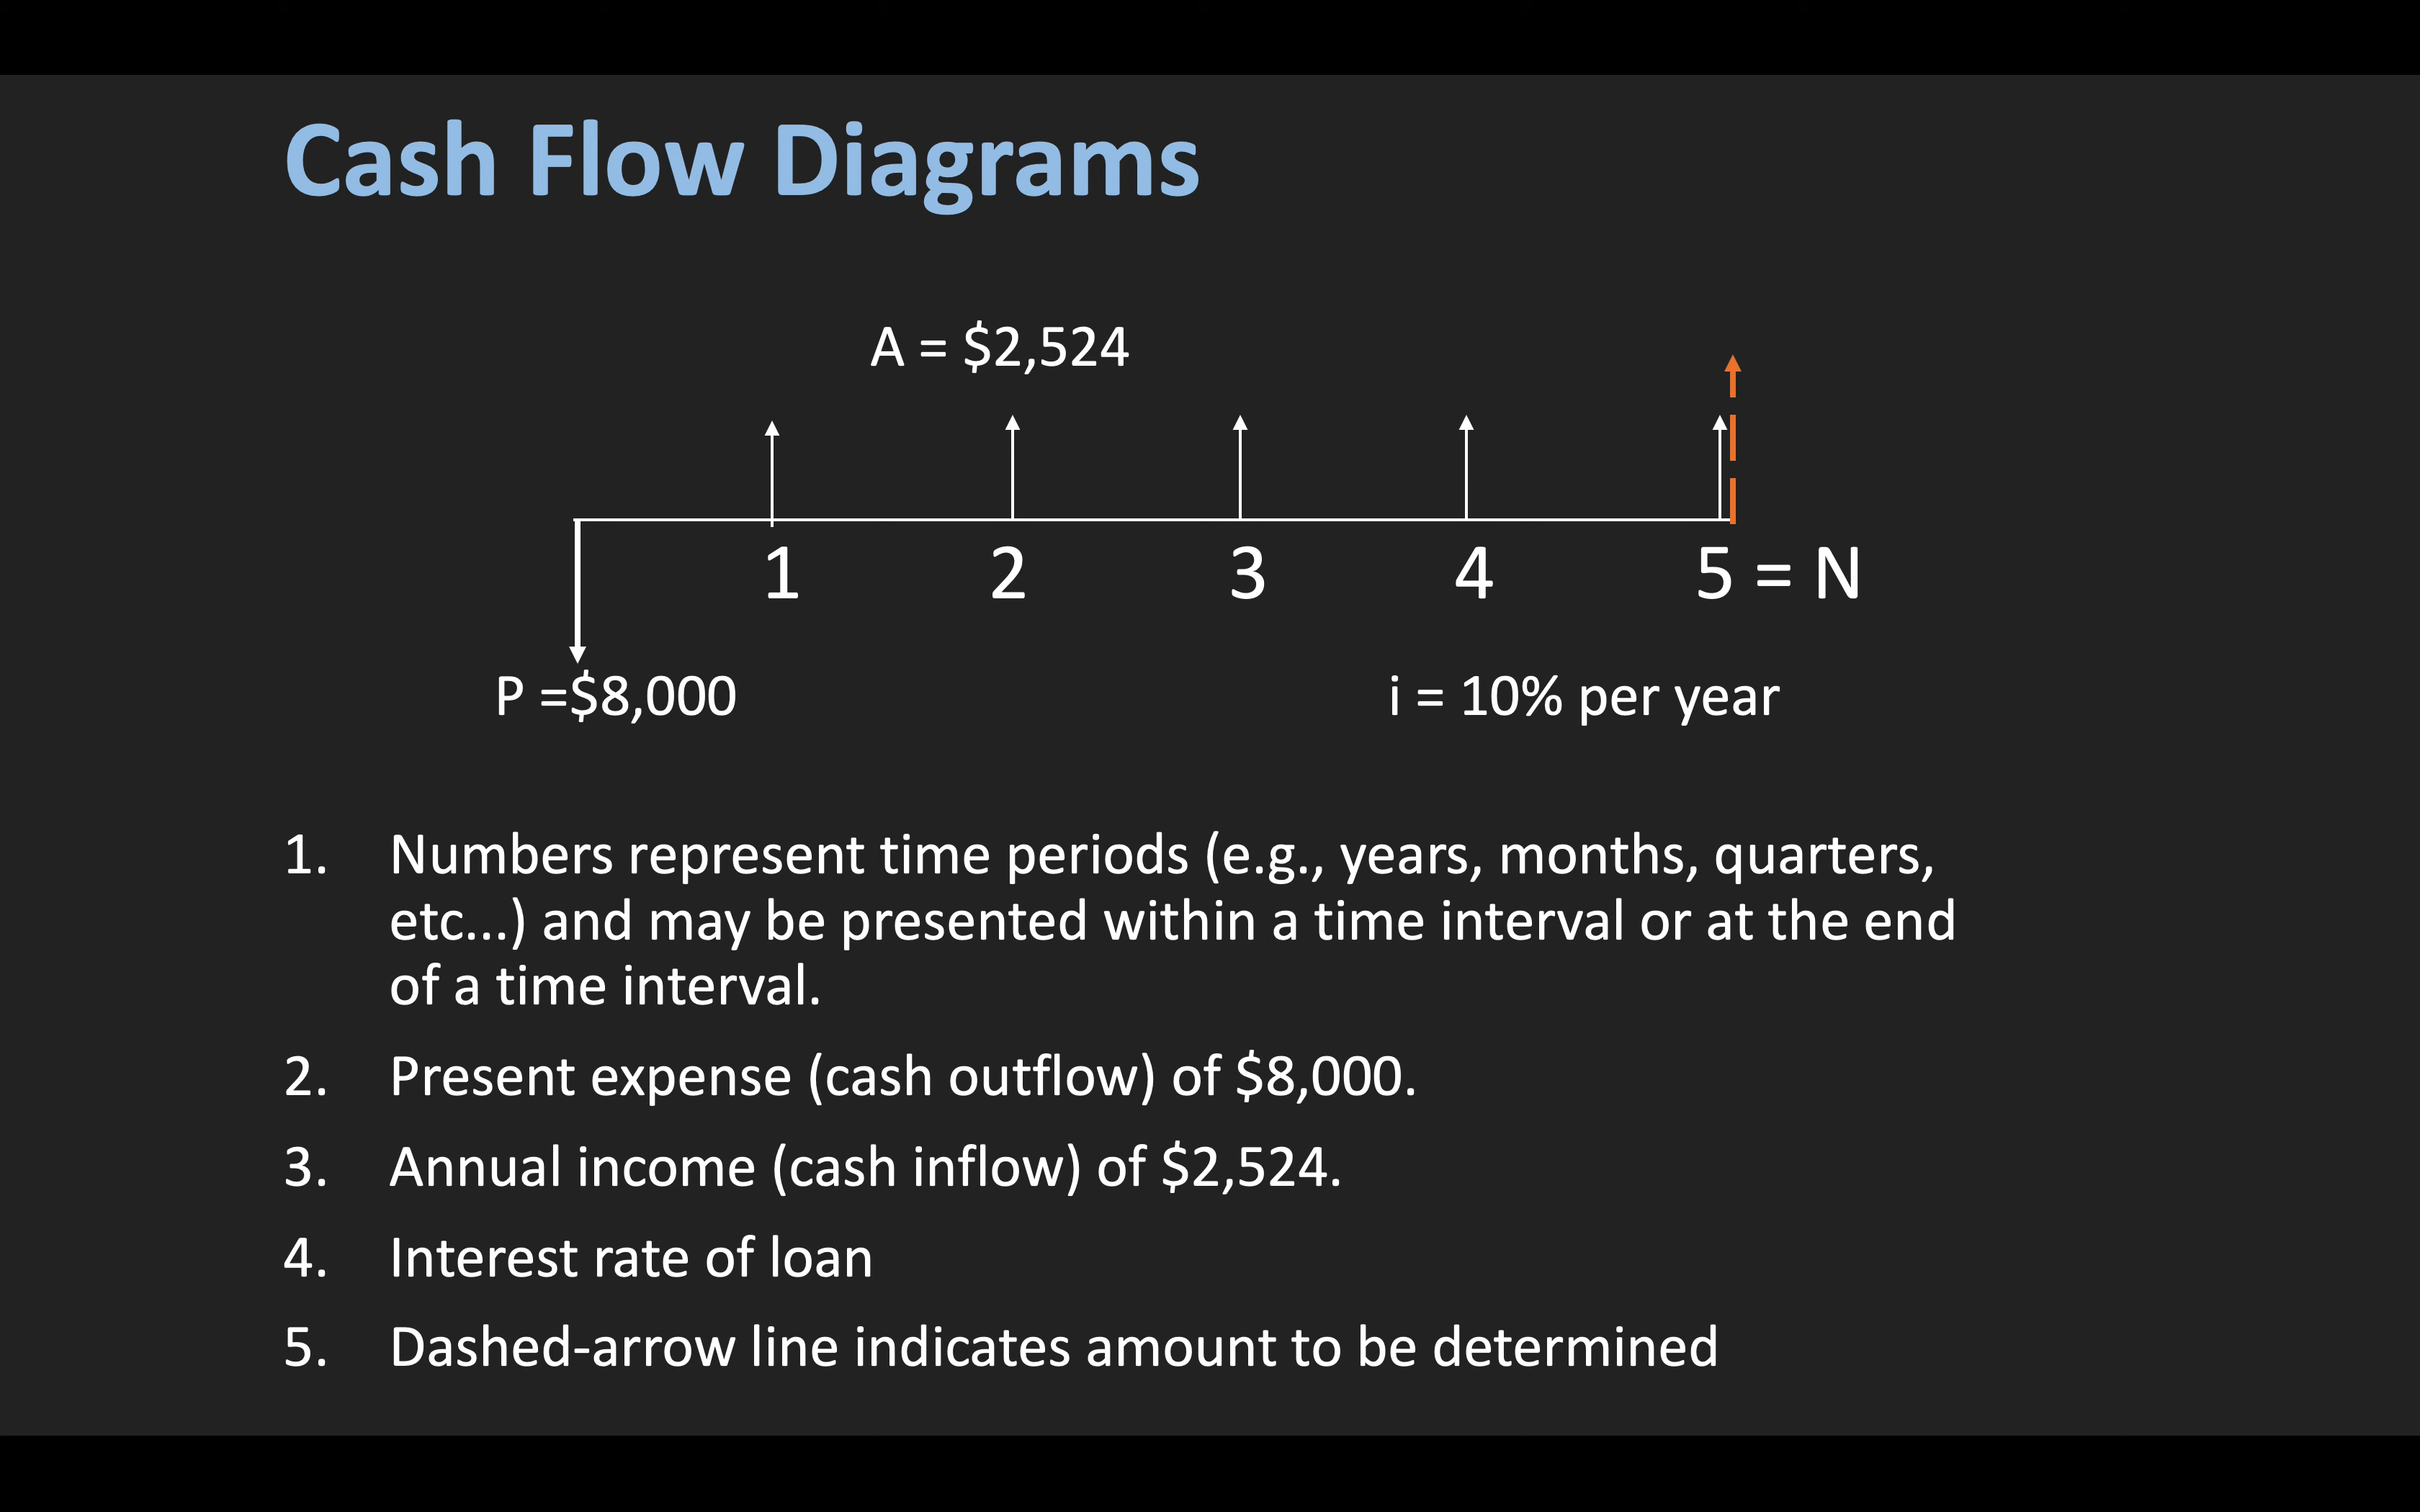 Cash Flow Diagrams
A = $2,524
1 2 3 4 5 = N
P =$8,000 i = 10% per year
1. Numbers represent time periods (e.g., years, months, quarters,
etc...) and may be presented within a time interval or at the end
of a time interval.
2. Present expense (cash outflow) of $8,000.
3. Annual income (cash inflow) of $2,524.
4. Interest rate of loan
5. Dashed-arrow line indicates amount to be determined